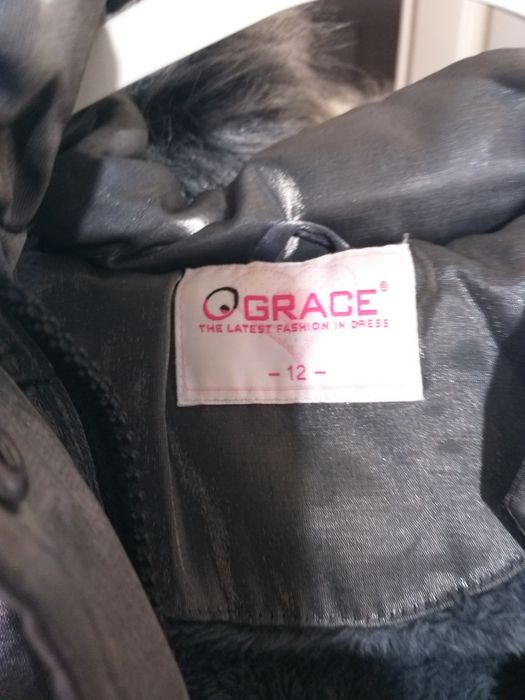 GRACE®
THE LATEST FASHION IN DRESS
- 12 -